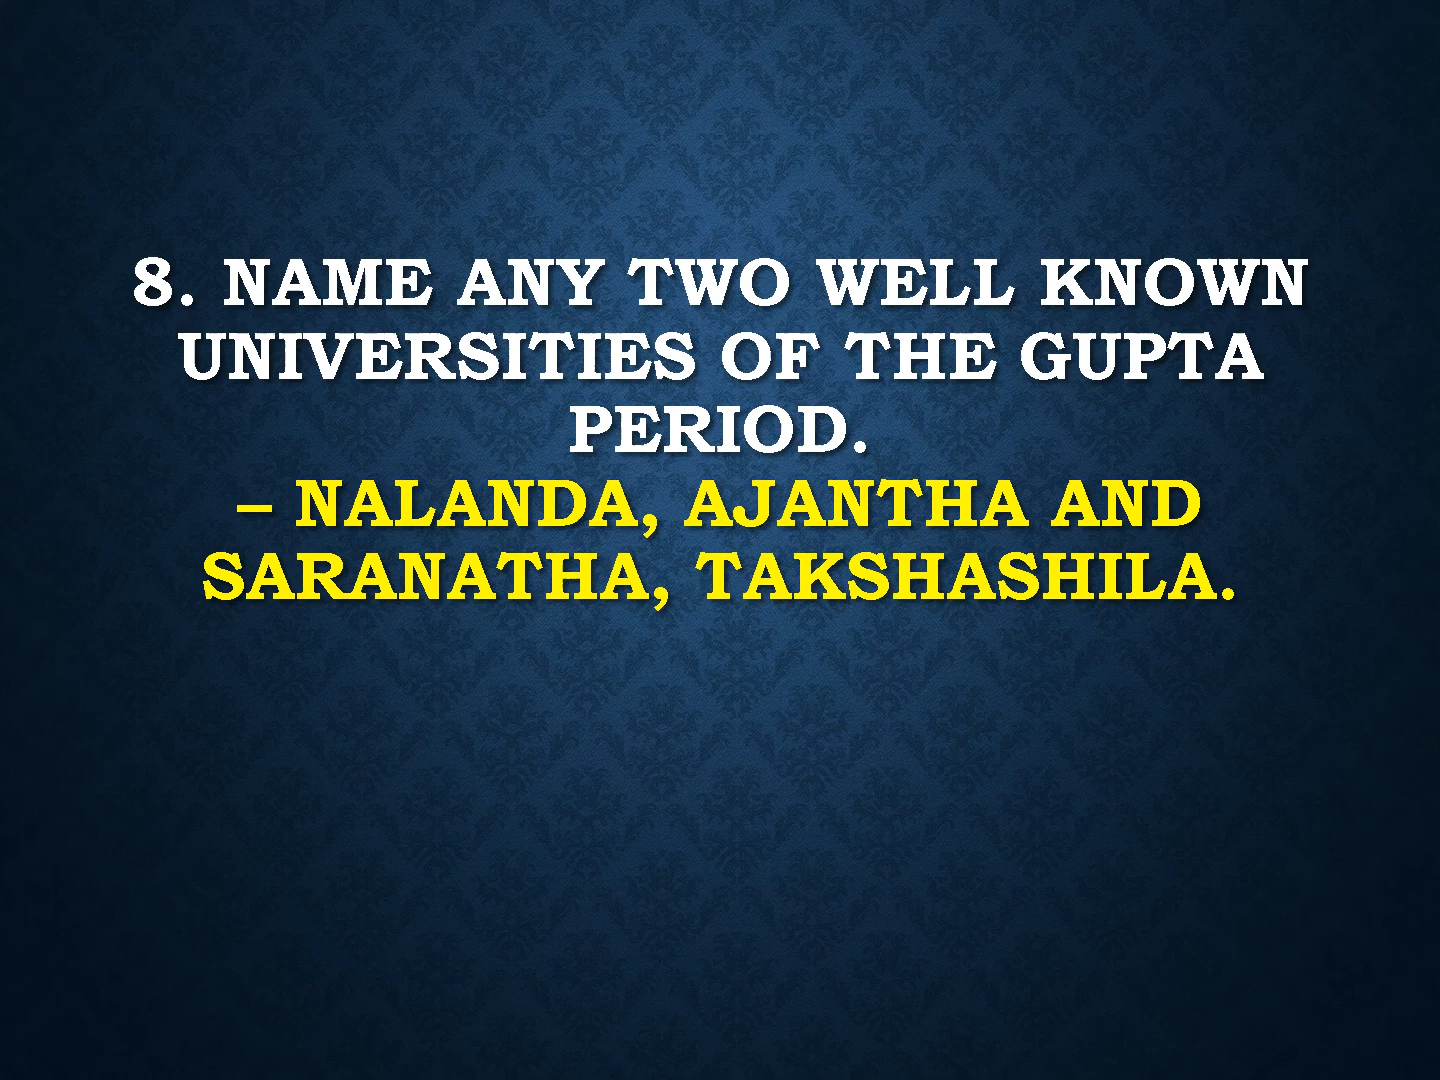 8. NAME ANY TWO WELL KNOWN
UNIVERSITIES OF THE GUPTA
PERIOD.
– NALANDA, AJANTHA AND
SARANATHA, TAKSHASHILA.